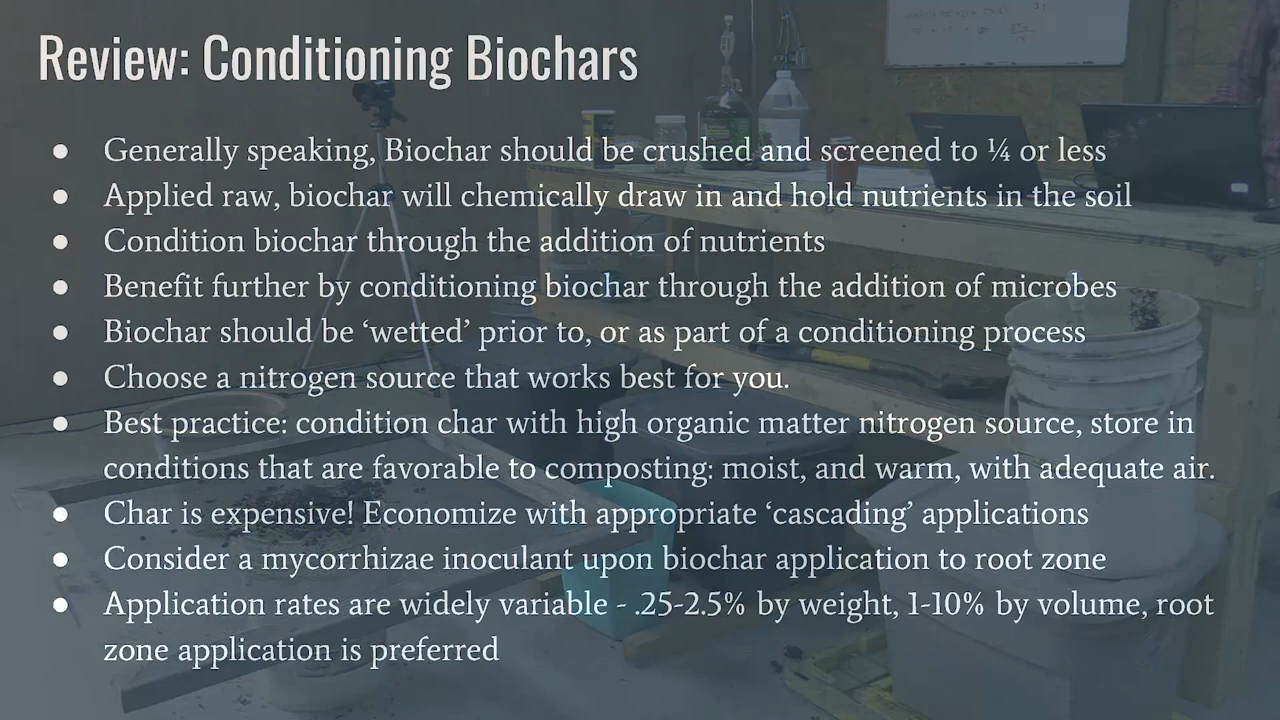 Review: Conditioning Biochars
● Generally speaking, Biochar should be crushed and screened to ¼ or less
● Applied raw, biochar will chemically draw in and hold nutrients in the soil
● Condition biochar through the addition of nutrients
● Benefit further by conditioning biochar through the addition of microbes
● Biochar should be ‘wetted’ prior to, or as part of a conditioning process
● Choose a nitrogen source that works best for you.
● Best practice: condition char with high organic matter nitrogen source, store in
conditions that are favorable to composting: moist, and warm, with adequate air.
● Char is expensive! Economize with appropriate ‘cascading’ applications
● Consider a mycorrhizae inoculant upon biochar application to root zone
● Application rates are widely variable - .25-2.5% by weight, 1-10% by volume, root
zone application is preferred